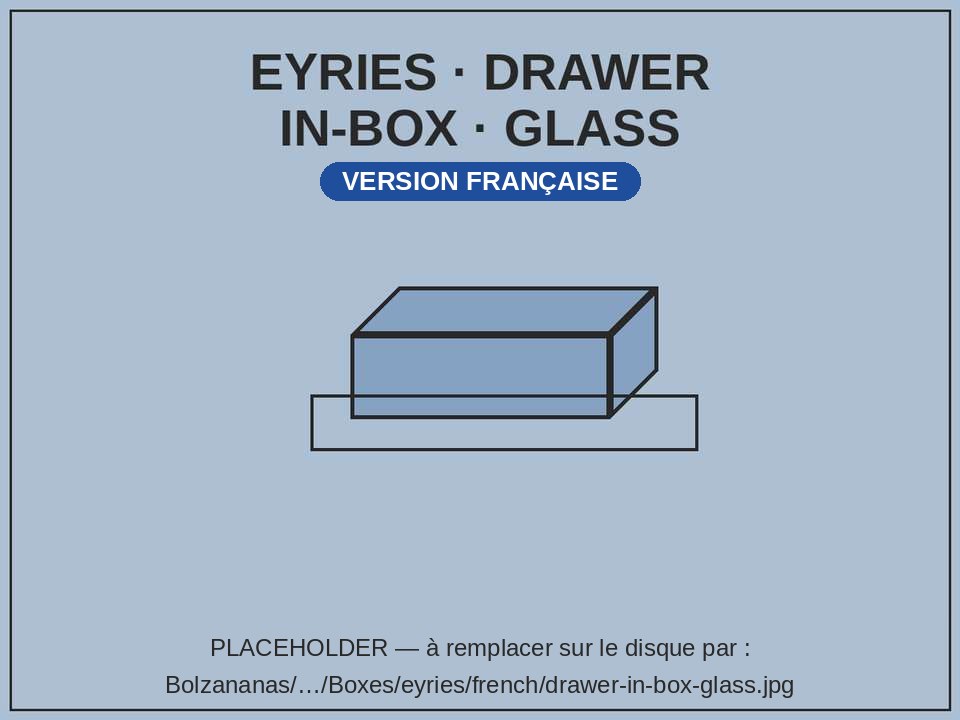 EYRIES · DRAWER
IN-BOX · GLASS
VERSION FRANÇAISE
PLACEHOLDER — à remplacer sur le disque par :
Bolzananas/…/Boxes/eyries/french/drawer-in-box-glass.jpg